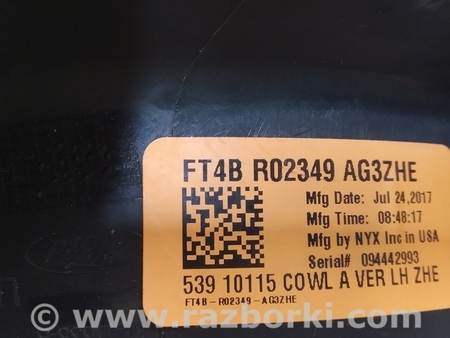 FT4B R02349 AG3ZHE
Mfg Date: Jul 24,2017
Mfg Time: 08:48:17
Mfg by NYX Inc in USA
Serial# 094442993
539 10115 COWL A VER LH ZHE
FT4B-R02349-AG3ZHE
www.razborki.com